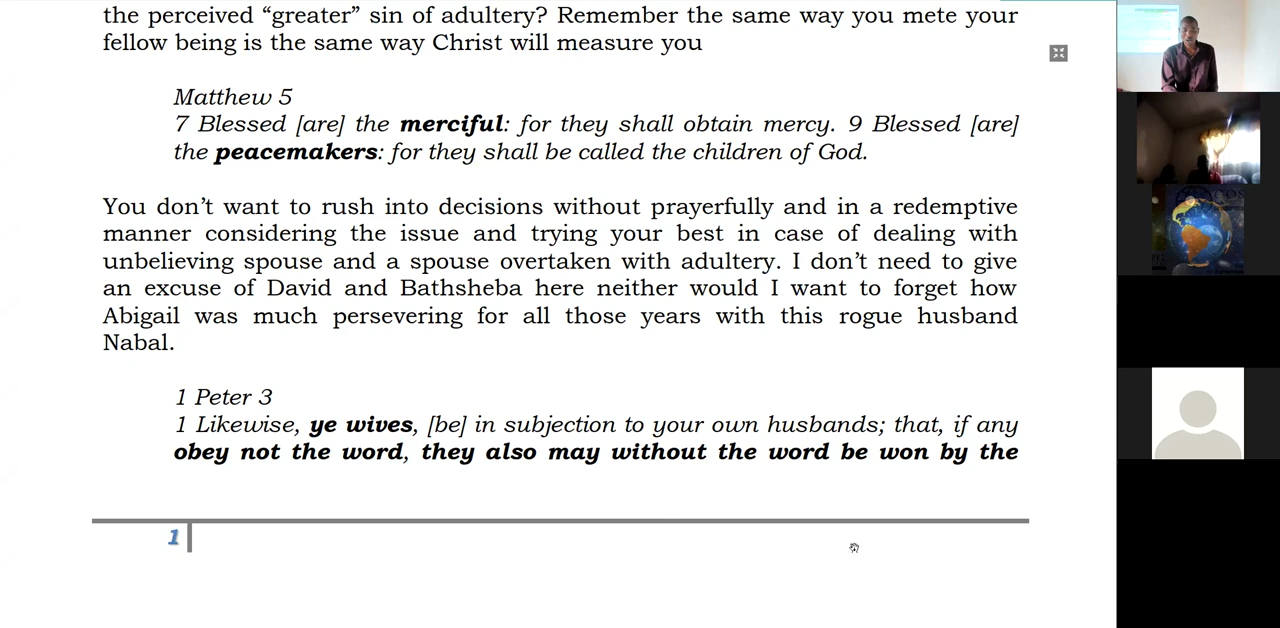 the perceived “greater” sin of adultery? Remember the same way you mete your
fellow being is the same way Christ will measure you
Matthew 5
7 Blessed [are] the merciful: for they shall obtain mercy. 9 Blessed [are]
the peacemakers: for they shall be called the children of God.
You don’t want to rush into decisions without prayerfully and in a redemptive
manner considering the issue and trying your best in case of dealing with
unbelieving spouse and a spouse overtaken with adultery. I don’t need to give
an excuse of David and Bathsheba here neither would I want to forget how
Abigail was much persevering for all those years with this rogue husband
Nabal.
1 Peter 3
1 Likewise, ye wives, [be] in subjection to your own husbands; that, if any
obey not the word, they also may without the word be won by the
1